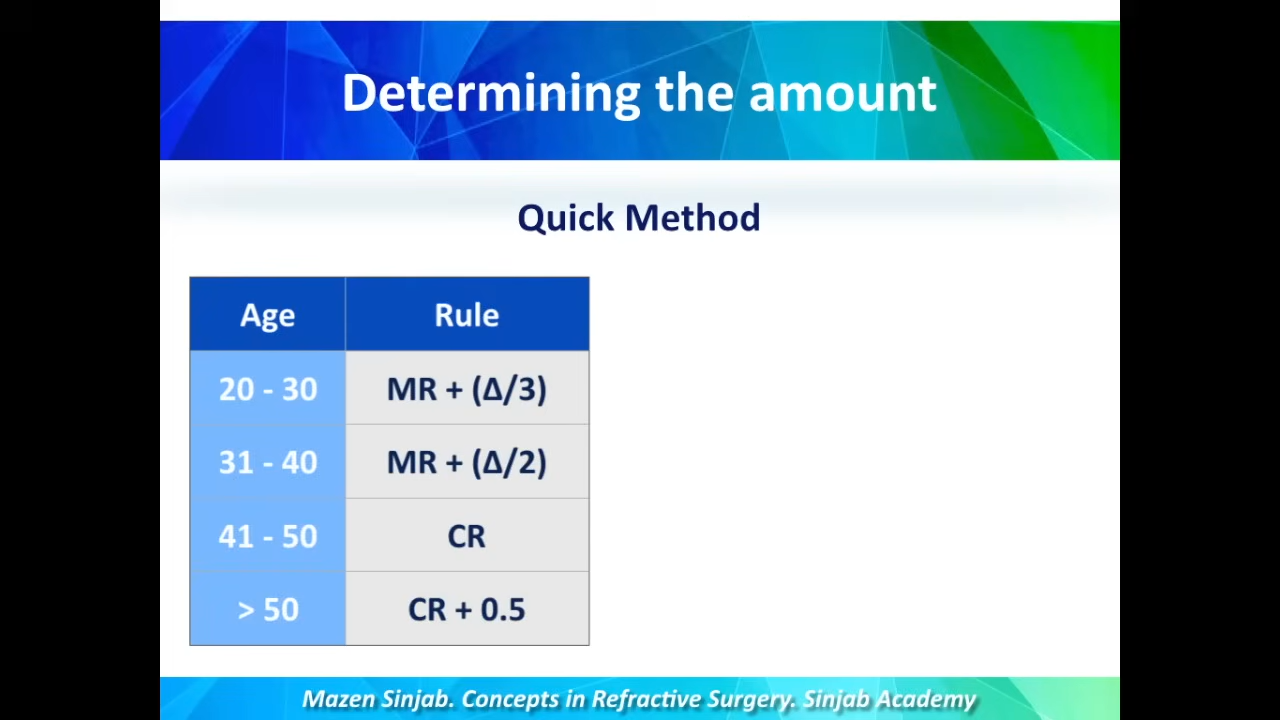 Determining the amount
Quick Method
Age Rule
20 - 30 MR + (Δ/3)
31 - 40 MR + (Δ/2)
41 - 50 CR
> 50 CR + 0.5
Mazen Sinjab. Concepts in Refractive Surgery. Sinjab Academy